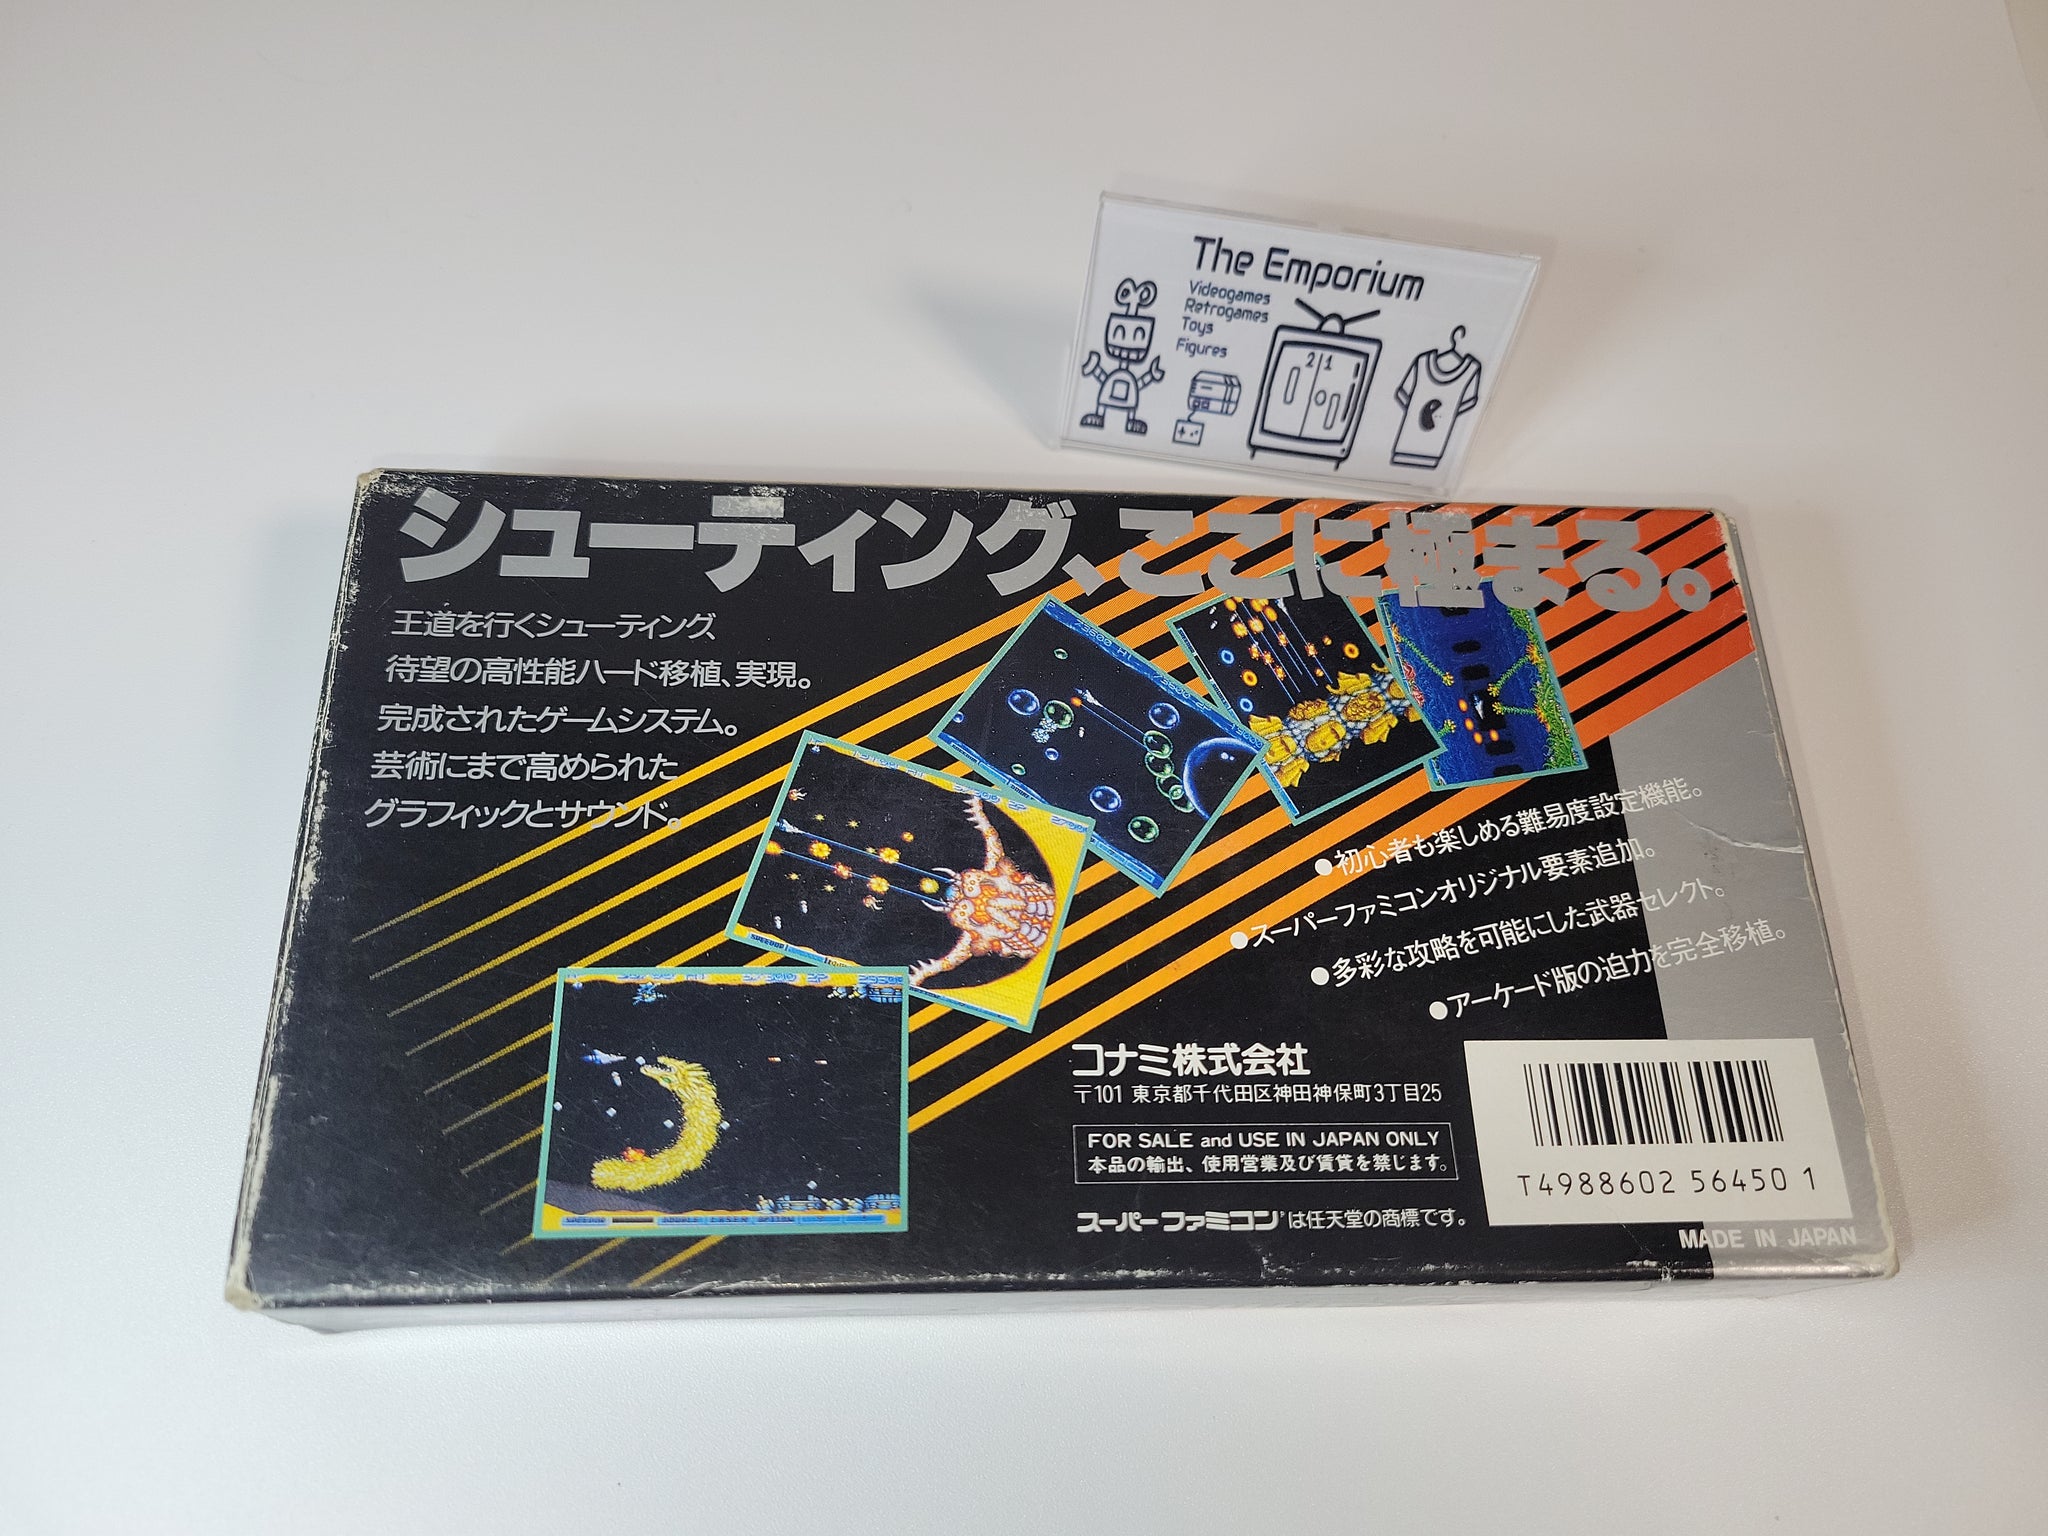 The Emporium
Videogames
Retrogames
Toys
Figures
21
シューティング、ここに極まる。
王道を行くシューティング、
待望の高性能ハード移植、実現。
完成されたゲームシステム。
芸術にまで高められた
グラフィックとサウンド。
●初心者も楽しめる難易度設定機能。
●スーパーファミコンオリジナル要素追加。
●多彩な攻略を可能にした武器セレクト。
●アーケード版の迫力を完全移植。
コナミ株式会社
〒101 東京都千代田区神田神保町3丁目25
FOR SALE and USE IN JAPAN ONLY
本品の輸出、使用営業及び賃貸を禁じます。
スーパーファミコンは任天堂の商標です。
T4988602 56450 1
MADE IN JAPAN